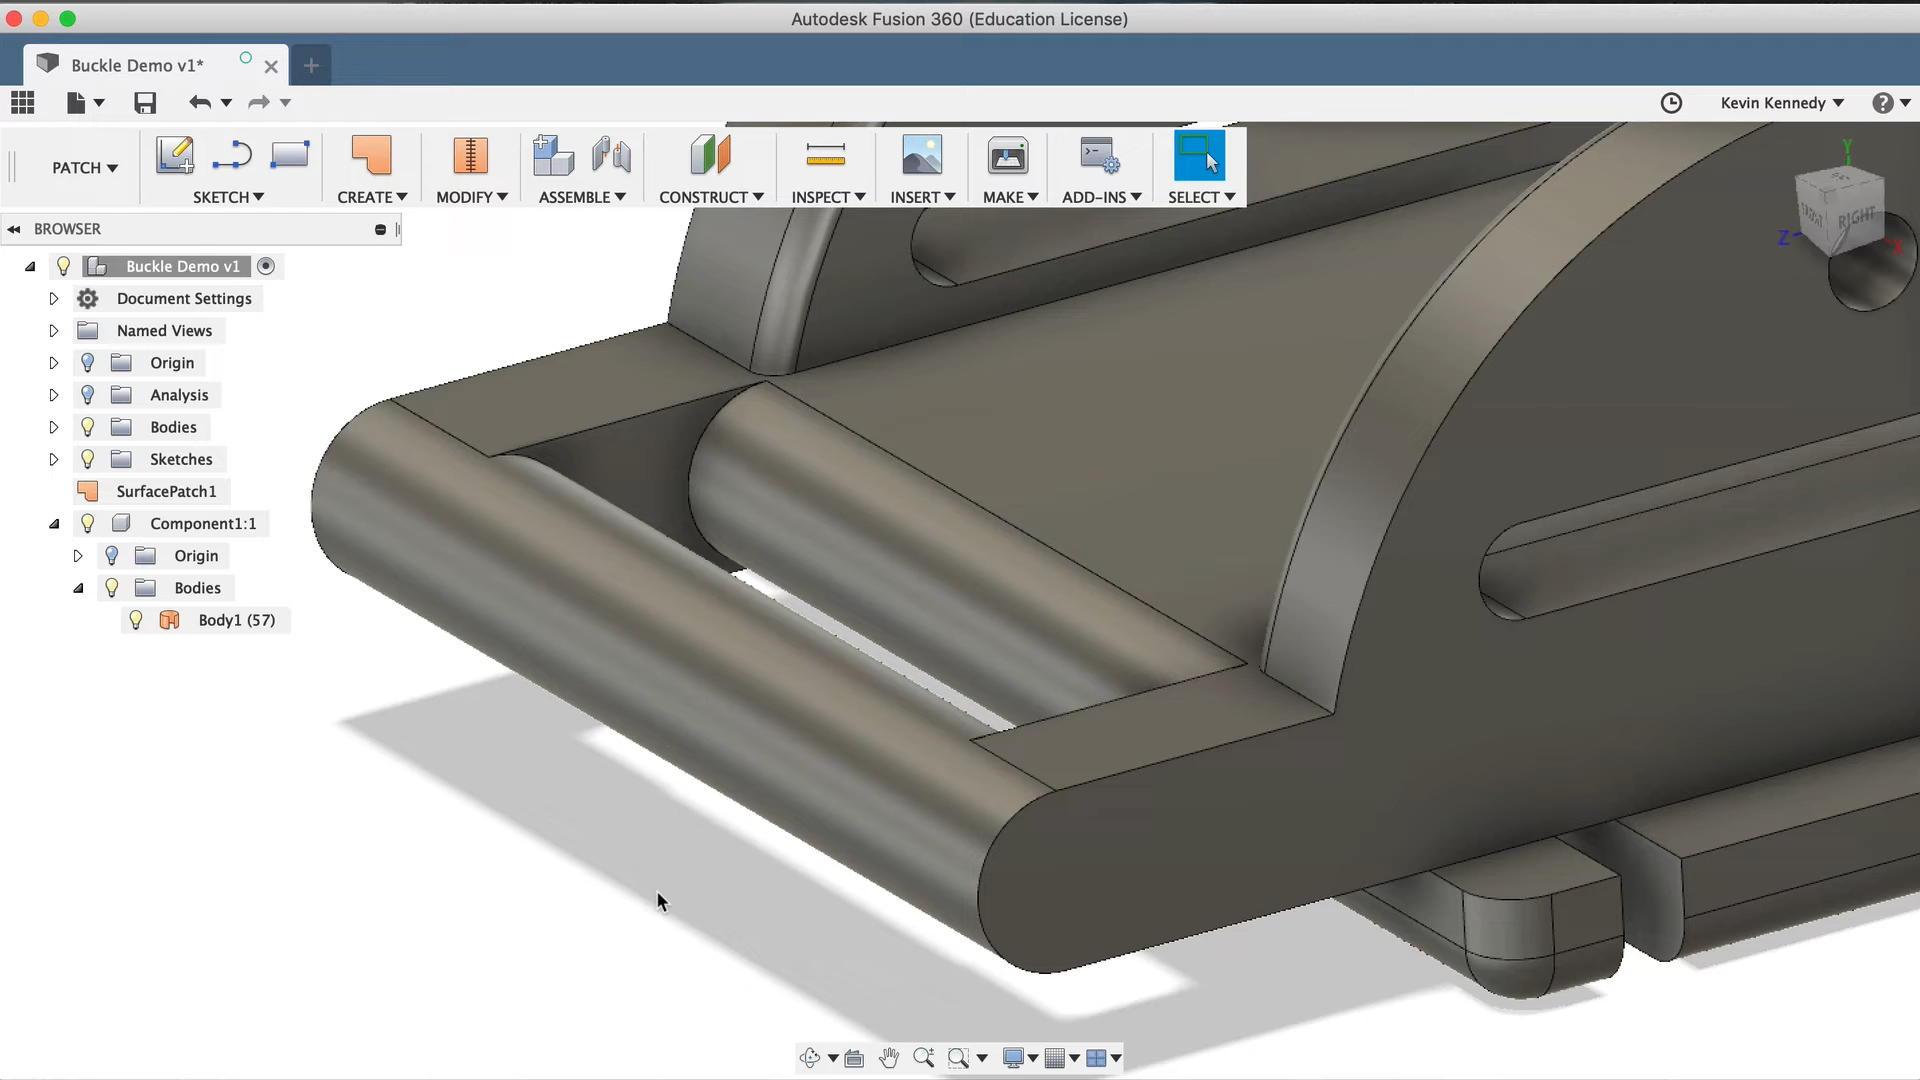 Autodesk Fusion 360 (Education License)
Buckle Demo v1*
Kevin Kennedy
PATCH
SKETCH
CREATE
MODIFY
ASSEMBLE
CONSTRUCT
INSPECT
INSERT
MAKE
ADD-INS
SELECT
BROWSER
Buckle Demo v1
Document Settings
Named Views
Origin
Analysis
Bodies
Sketches
SurfacePatch1
Component1:1
Origin
Bodies
Body1 (57)
Y
Z
X
FRONT
RIGHT